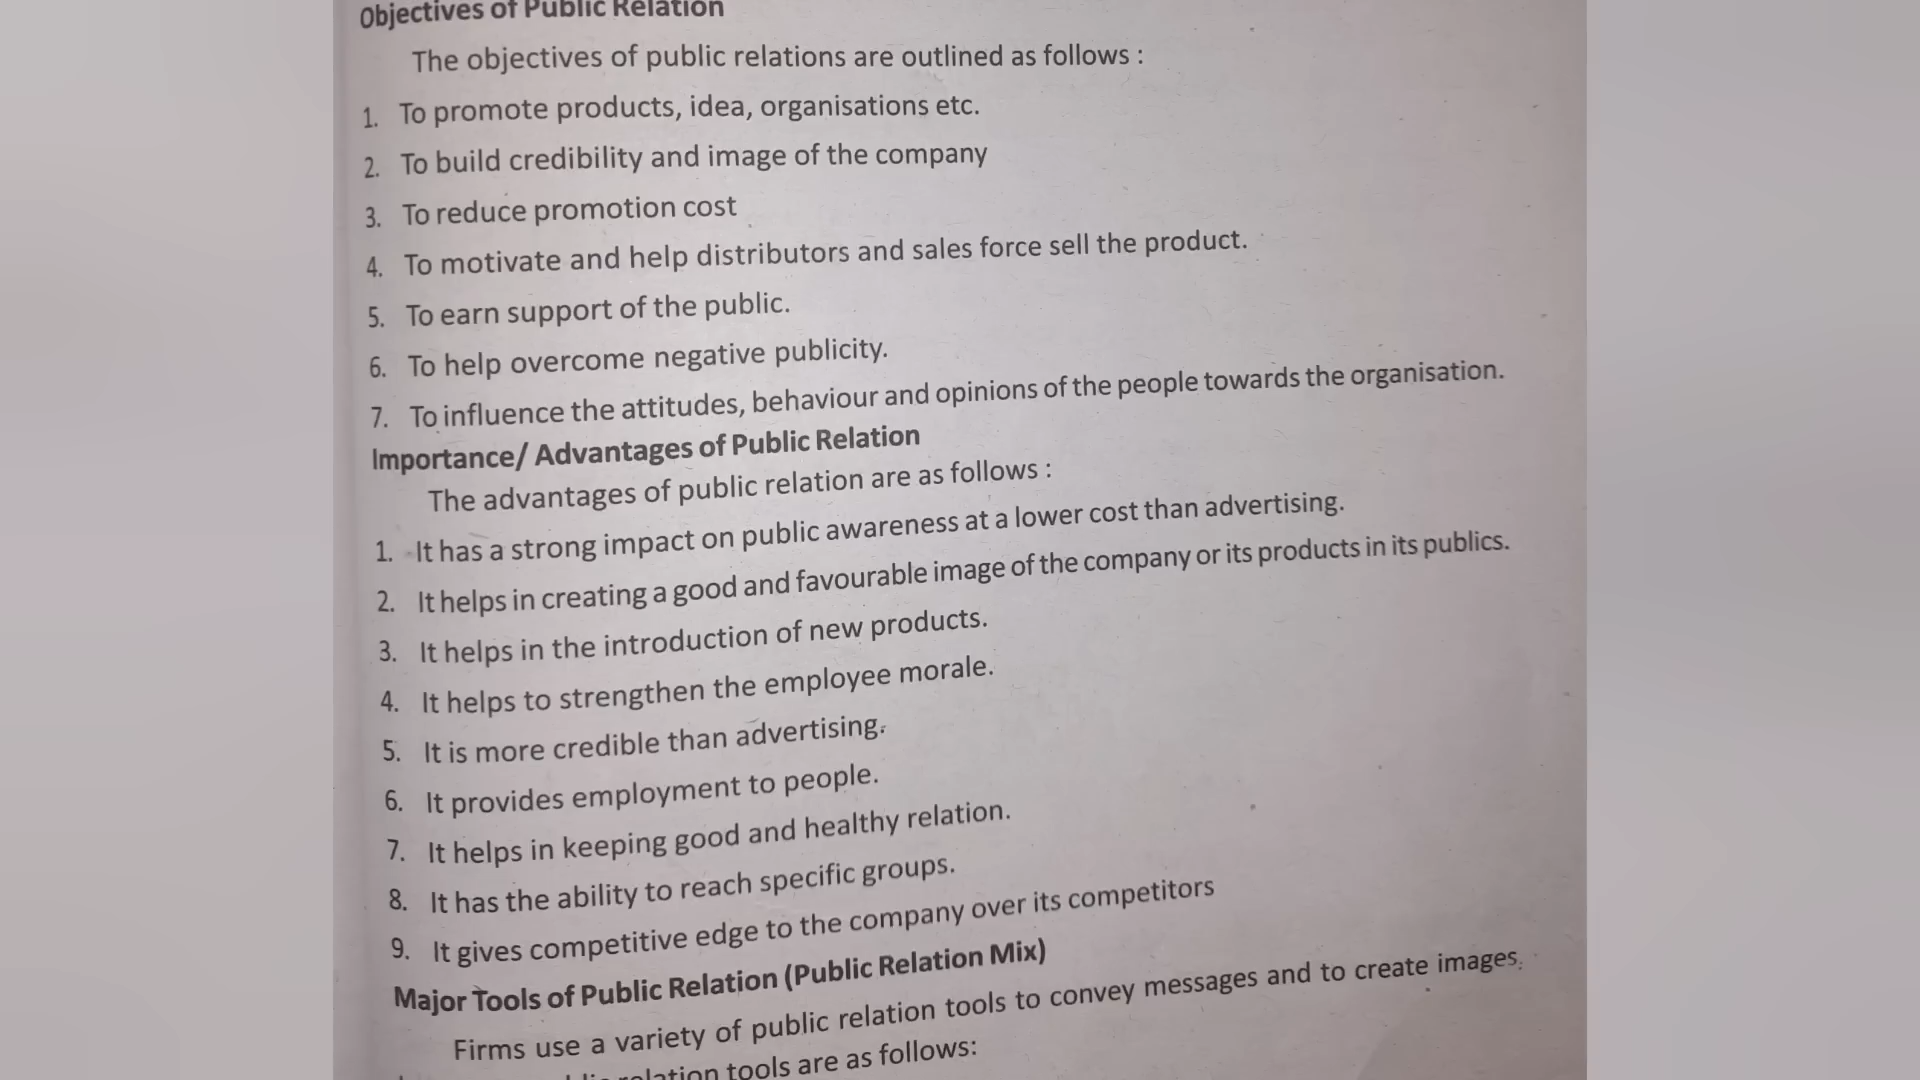 Objectives of Public Relation
The objectives of public relations are outlined as follows :
1. To promote products, idea, organisations etc.
2. To build credibility and image of the company
3. To reduce promotion cost
4. To motivate and help distributors and sales force sell the product.
5. To earn support of the public.
6. To help overcome negative publicity.
7. To influence the attitudes, behaviour and opinions of the people towards the organisation.
Importance/ Advantages of Public Relation
The advantages of public relation are as follows :
1. It has a strong impact on public awareness at a lower cost than advertising.
2. It helps in creating a good and favourable image of the company or its products in its publics.
3. It helps in the introduction of new products.
4. It helps to strengthen the employee morale.
5. It is more credible than advertising.
6. It provides employment to people.
7. It helps in keeping good and healthy relation.
8. It has the ability to reach specific groups.
9. It gives competitive edge to the company over its competitors
Major Tools of Public Relation (Public Relation Mix)
Firms use a variety of public relation tools to convey messages and to create images.
relation tools are as follows: